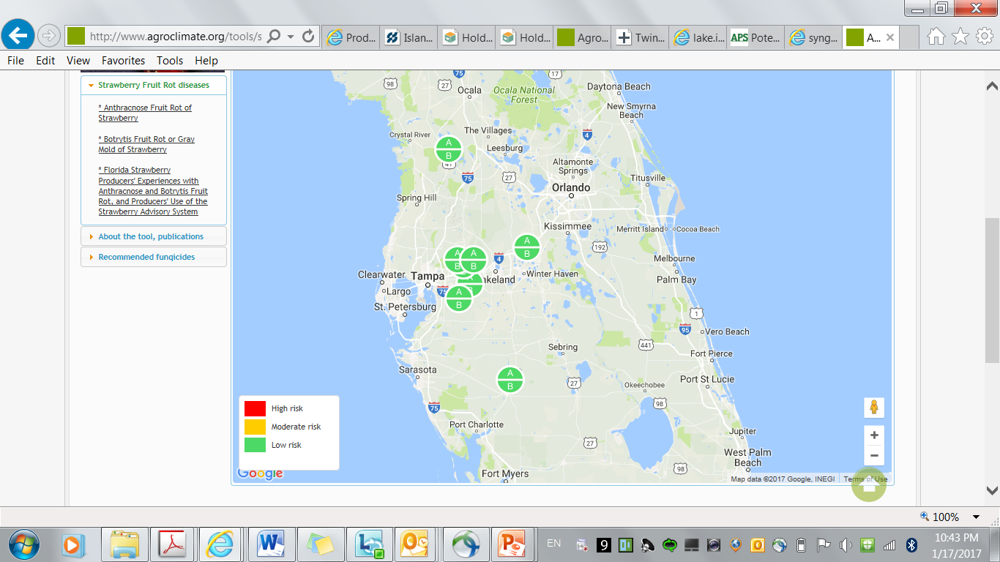 http://www.agroclimate.org/tools/s
Prod...
Islan...
Hold...
Hold...
Agro...
Twin...
lake.i...
APS Pote...
syng...
A...
File Edit View Favorites Tools Help
Strawberry Fruit Rot diseases
* Anthracnose Fruit Rot of
Strawberry
* Botrytis Fruit Rot or Gray
Mold of Strawberry
* Florida Strawberry
Producers' Experiences with
Anthracnose and Botrytis Fruit
Rot, and Producers' Use of the
Strawberry Advisory System
About the tool, publications
Recommended funqicides
75
17
98
27
Ocala
Ocala National
Forest
Daytona Beach
New Smyrna
Beach
Crystal River
The Villages
4
A
B
Leesburg
41
Altamonte
Springs
75
27
Titusville
Orlando
Spring Hill
Kissimmee
Merritt Island
Cocoa Beach
A
B
192
A
B
A
B
4
Melbourne
Clearwater
Tampa
akeland
Winter Haven
Palm Bay
Largo
75
A
B
St. Petersburg
1
95
Vero Beach
441
Sebring
Fort Pierce
Sarasota
A
B
27
Okeechobee
Port St Lucie
98
75
Port Charlotte
Jupiter
27
West Palm
Beach
98
Fort Myers
High risk
Moderate risk
Low risk
Google
+
−
Map data ©2017 Google, INEGI
Terms of Use
100%
EN
9
10:43 PM
1/17/2017